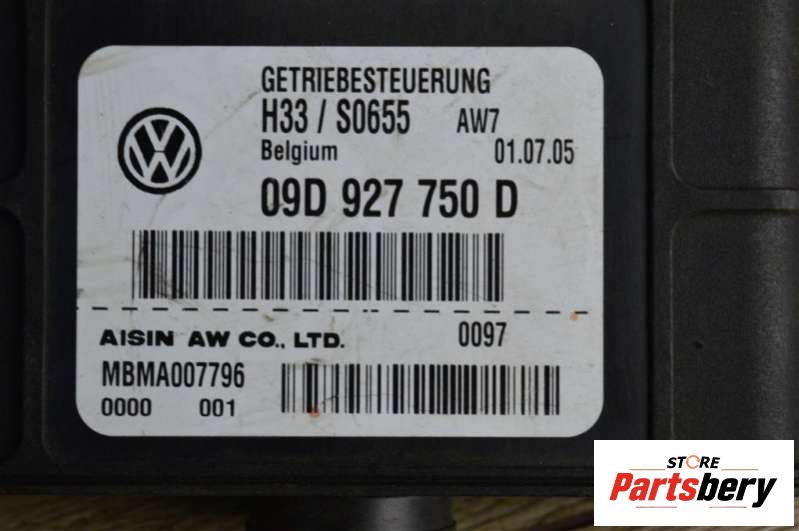 GETRIEBESTEUERUNG
H33 / S0655 AW7
Belgium 01.07.05
09D 927 750 D
AISIN AW CO., LTD. 0097
MBMA007796
0000 001
STORE
Partsbery